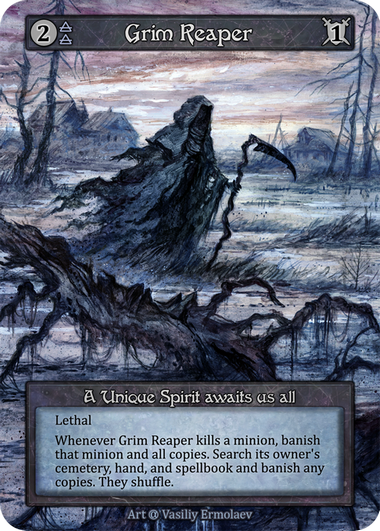 2 Grim Reaper 1
A Unique Spirit awaits us all
Lethal
Whenever Grim Reaper kills a minion, banish
that minion and all copies. Search its owner's
cemetery, hand, and spellbook and banish any
copies. They shuffle.
Art @ Vasiliy Ermolaev